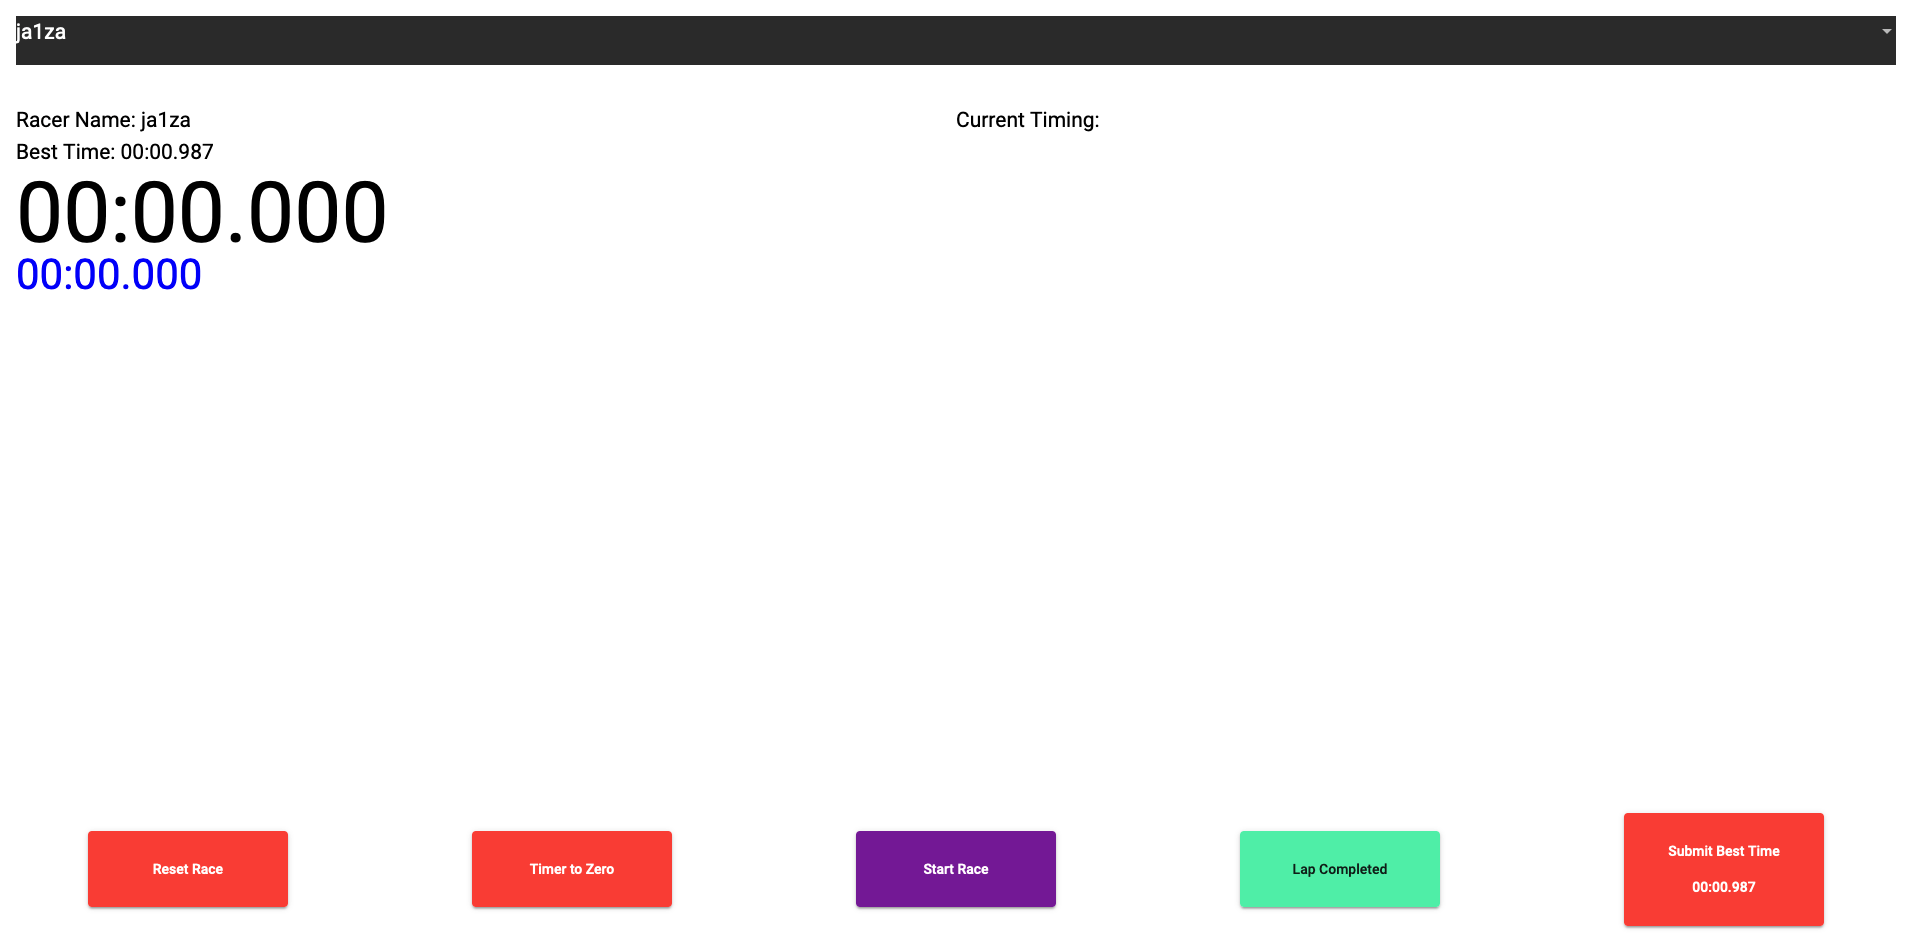 ja1za
Racer Name: ja1za
Best Time: 00:00.987
00:00.000
00:00.000
Current Timing:
Reset Race
Timer to Zero
Start Race
Lap Completed
Submit Best Time
00:00.987